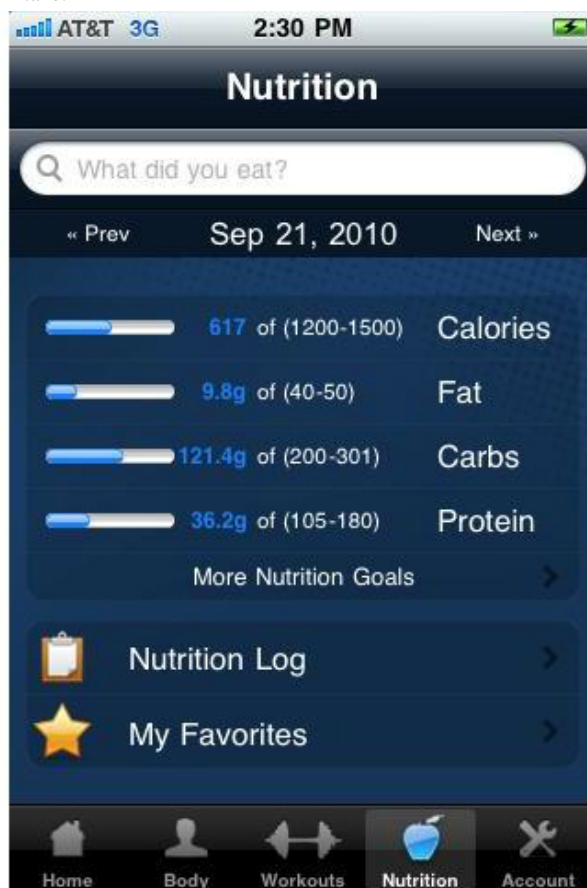 AT&T 3G 2:30 PM
Nutrition
What did you eat?
« Prev Sep 21, 2010 Next »
617 of (1200-1500) Calories
9.8g of (40-50) Fat
121.4g of (200-301) Carbs
36.2g of (105-180) Protein
More Nutrition Goals
Nutrition Log
My Favorites
Home Body Workouts Nutrition Account